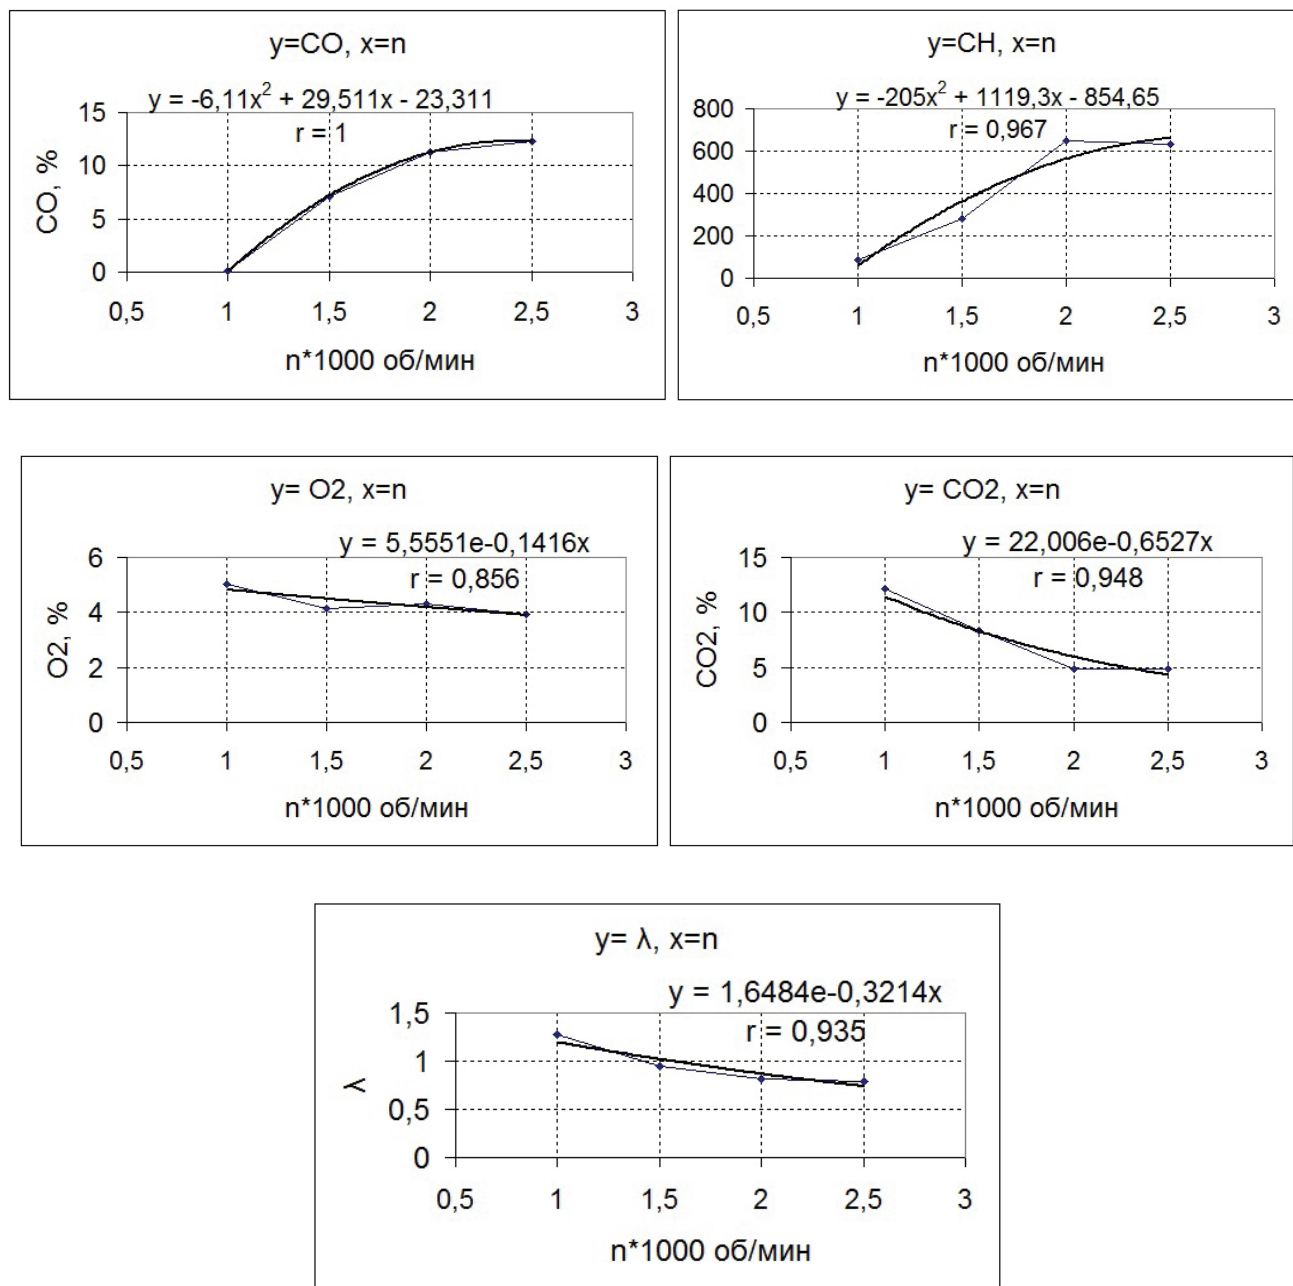 y=CO, x=n
y = -6,11x² + 29,511x - 23,311
r = 1
15
10
5
0
CO, %
0,5 1 1,5 2 2,5 3
n*1000 об/мин
y=CH, x=n
y = -205x² + 1119,3x - 854,65
r = 0,967
800
600
400
200
0
0,5 1 1,5 2 2,5 3
n*1000 об/мин
y= O2, x=n
y = 5,5551e-0,1416x
r = 0,856
6
4
2
0
O2, %
0,5 1 1,5 2 2,5 3
n*1000 об/мин
y= CO2, x=n
y = 22,006e-0,6527x
r = 0,948
15
10
5
0
CO2, %
0,5 1 1,5 2 2,5 3
n*1000 об/мин
y= λ, x=n
y = 1,6484e-0,3214x
r = 0,935
1,5
1
0,5
0
λ
0,5 1 1,5 2 2,5 3
n*1000 об/мин